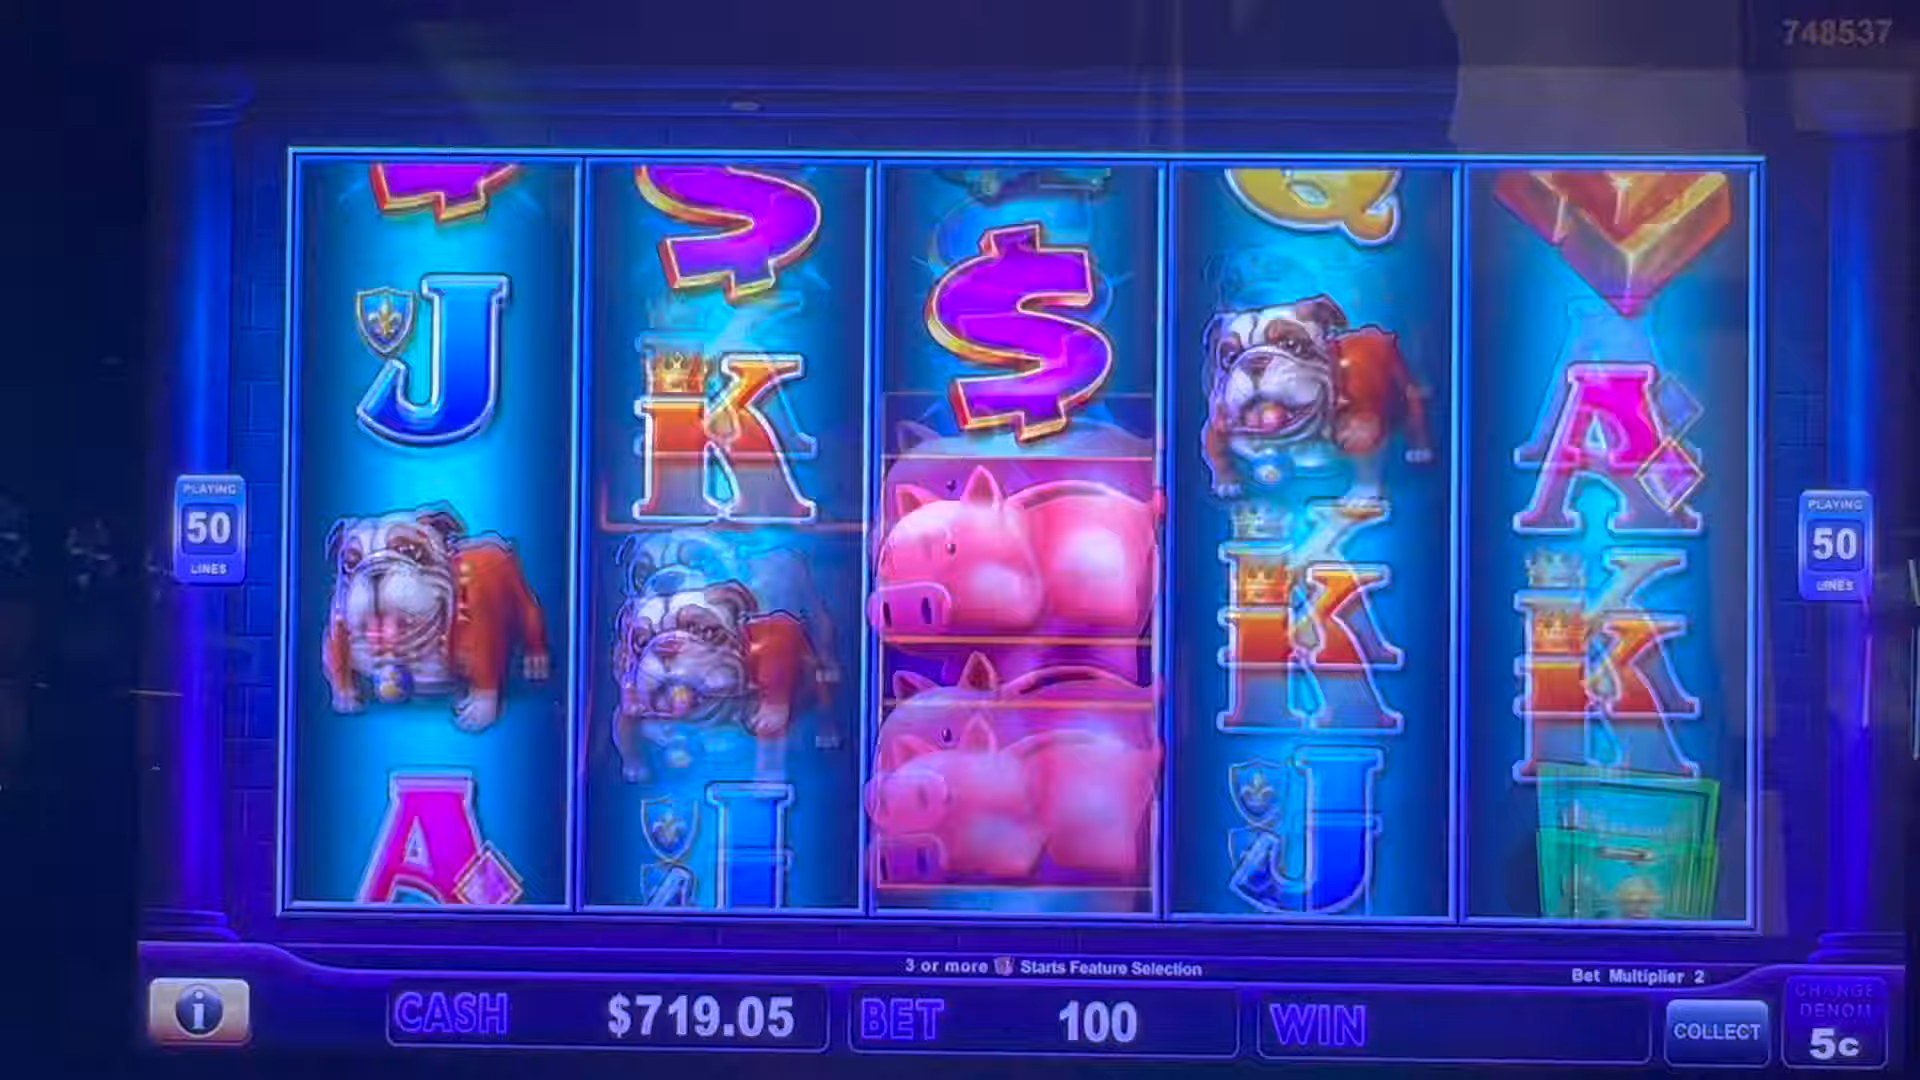 748537
Q
$
$
J
K
A
PLAYING
50
LINES
PLAYING
50
LINES
K
K
A
J
J
3 or more Starts Feature Selection
Bet Multiplier 2
CASH $719.05
BET 100
WIN
COLLECT
CHANGE
DENOM
5c
i